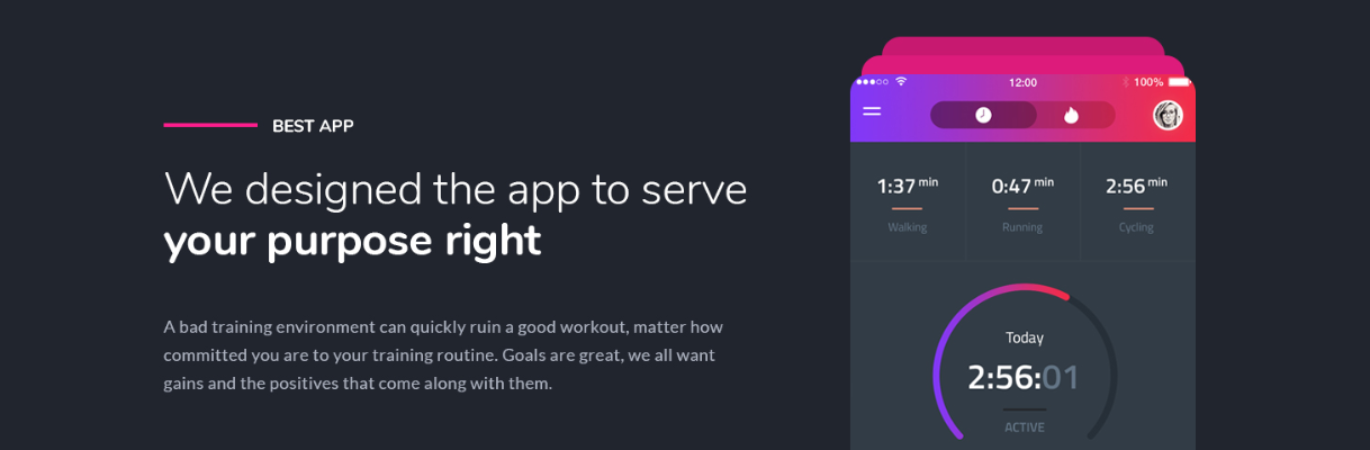 BEST APP
We designed the app to serve
your purpose right
A bad training environment can quickly ruin a good workout, matter how
committed you are to your training routine. Goals are great, we all want
gains and the positives that come along with them.
12:00 100%
1:37 min 0:47 min 2:56 min
Walking Running Cycling
Today
2:56:01
ACTIVE